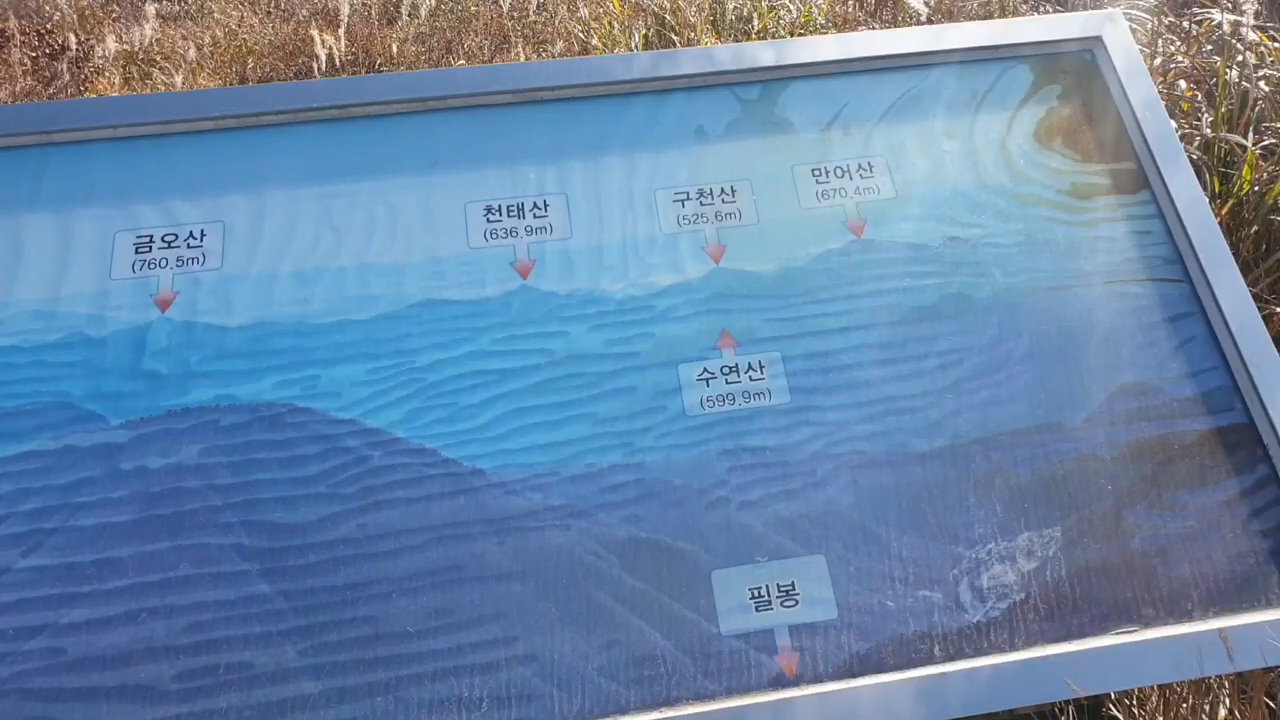 금오산
(760.5m)
천태산
(636.9m)
구천산
(525.6m)
만어산
(670.4m)
수연산
(599.9m)
필봉